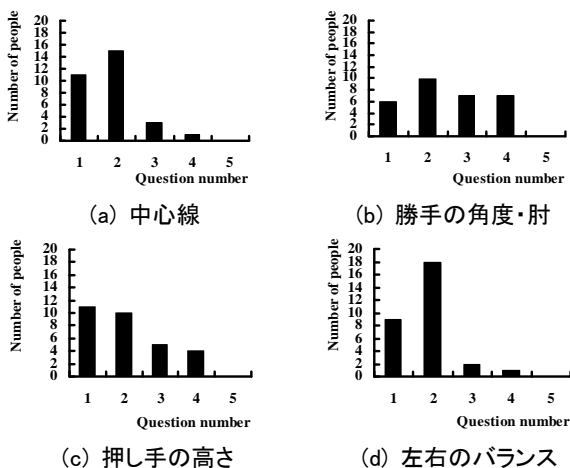 Number of people
20
18
16
14
12
10
8
6
4
2
0
1 2 3 4 5
Question number
(a) 中心線
Number of people
20
18
16
14
12
10
8
6
4
2
0
1 2 3 4 5
Question number
(b) 勝手の角度・肘
Number of people
20
18
16
14
12
10
8
6
4
2
0
1 2 3 4 5
Question number
(c) 押し手の高さ
Number of people
20
18
16
14
12
10
8
6
4
2
0
1 2 3 4 5
Question number
(d) 左右のバランス